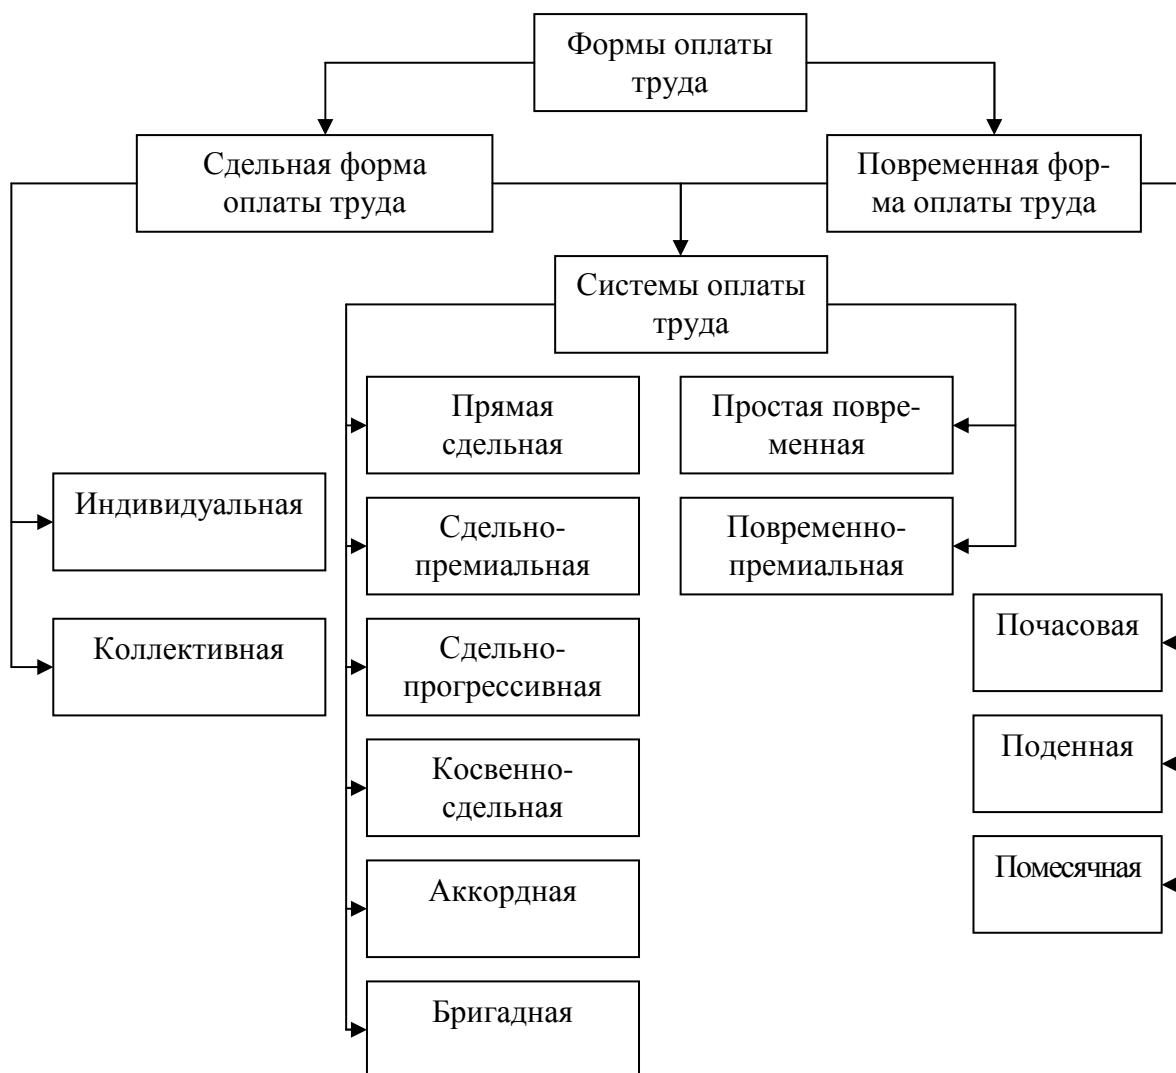 Формы оплаты
труда
Сдельная форма
оплаты труда
Повременная фор-
ма оплаты труда
Системы оплаты
труда
Прямая
сдельная
Простая повре-
менная
Индивидуальная
Сдельно-
премиальная
Повременно-
премиальная
Коллективная
Сдельно-
прогрессивная
Почасовая
Косвенно-
сдельная
Поденная
Аккордная
Помесячная
Бригадная